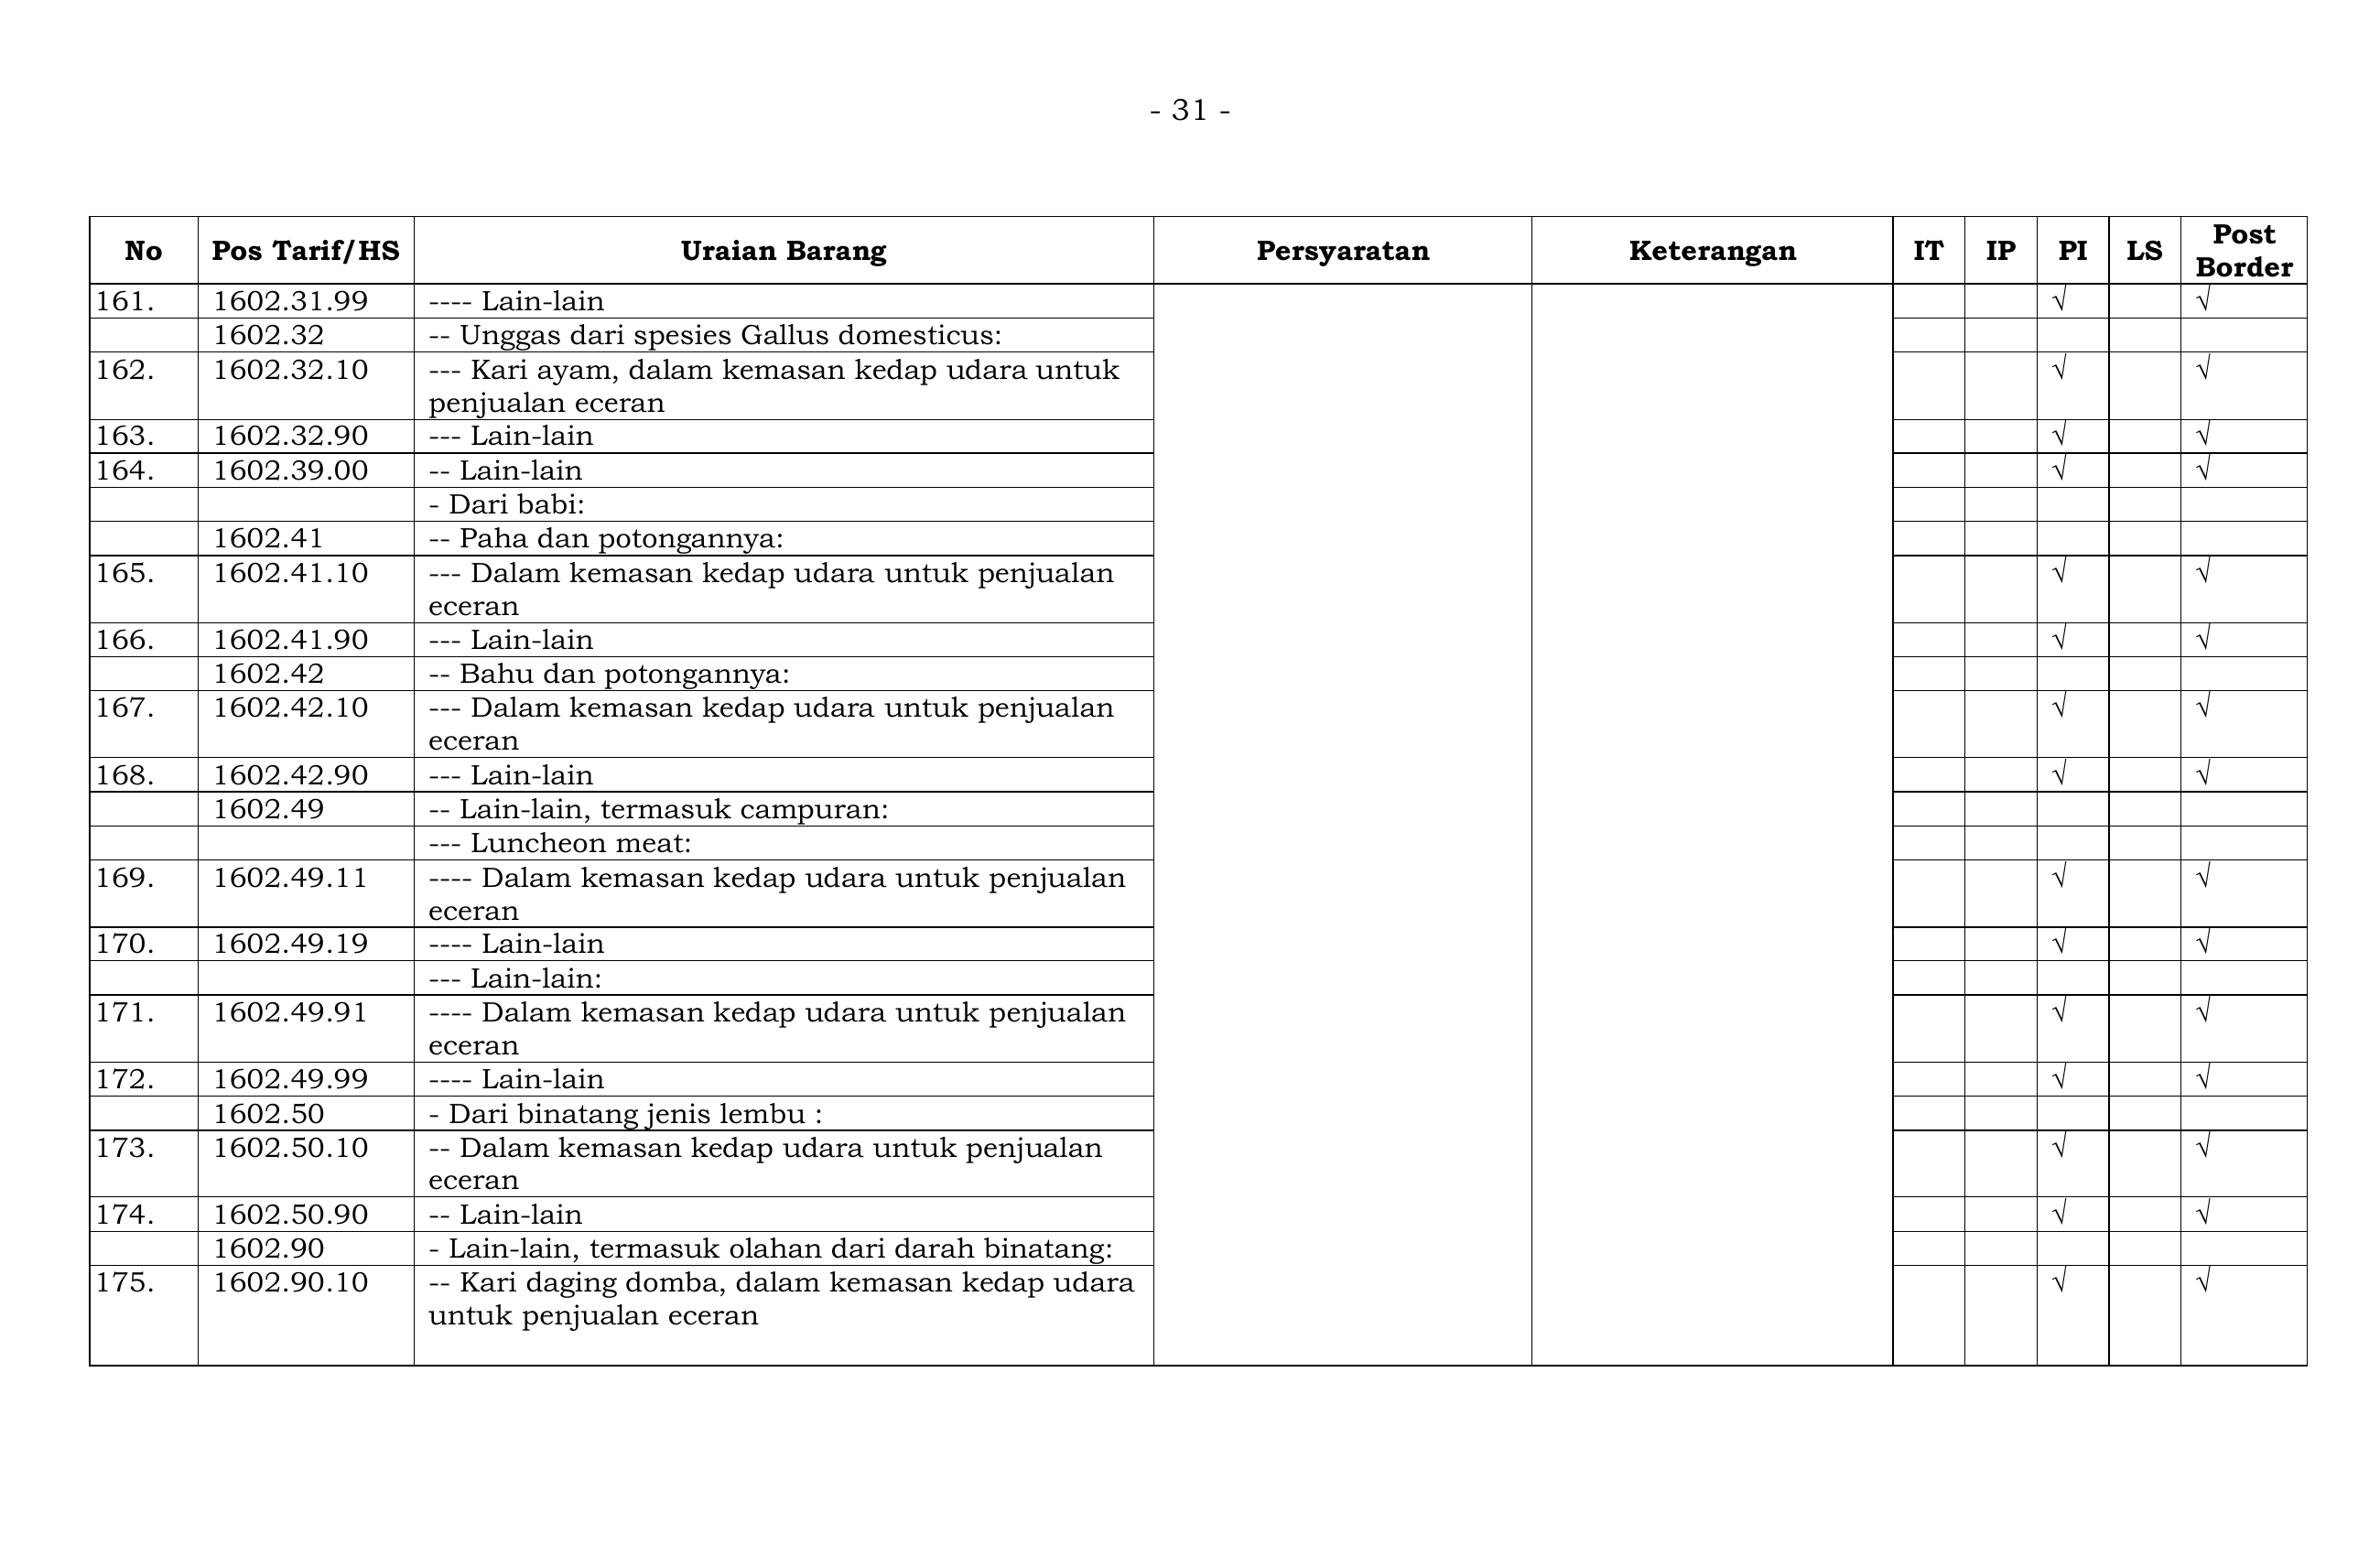 - 31 -
No Pos Tarif/HS Uraian Barang Persyaratan Keterangan IT IP PI LS Post
Border
161. 1602.31.99 ---- Lain-lain √ √
1602.32 -- Unggas dari spesies Gallus domesticus:
162. 1602.32.10 --- Kari ayam, dalam kemasan kedap udara untuk √ √
penjualan eceran
163. 1602.32.90 --- Lain-lain √ √
164. 1602.39.00 -- Lain-lain √ √
- Dari babi:
1602.41 -- Paha dan potongannya:
165. 1602.41.10 --- Dalam kemasan kedap udara untuk penjualan √ √
eceran
166. 1602.41.90 --- Lain-lain √ √
1602.42 -- Bahu dan potongannya:
167. 1602.42.10 --- Dalam kemasan kedap udara untuk penjualan √ √
eceran
168. 1602.42.90 --- Lain-lain √ √
1602.49 -- Lain-lain, termasuk campuran:
--- Luncheon meat:
169. 1602.49.11 ---- Dalam kemasan kedap udara untuk penjualan √ √
eceran
170. 1602.49.19 ---- Lain-lain √ √
--- Lain-lain:
171. 1602.49.91 ---- Dalam kemasan kedap udara untuk penjualan √ √
eceran
172. 1602.49.99 ---- Lain-lain √ √
1602.50 - Dari binatang jenis lembu :
173. 1602.50.10 -- Dalam kemasan kedap udara untuk penjualan √ √
eceran
174. 1602.50.90 -- Lain-lain √ √
1602.90 - Lain-lain, termasuk olahan dari darah binatang:
175. 1602.90.10 -- Kari daging domba, dalam kemasan kedap udara √ √
untuk penjualan eceran